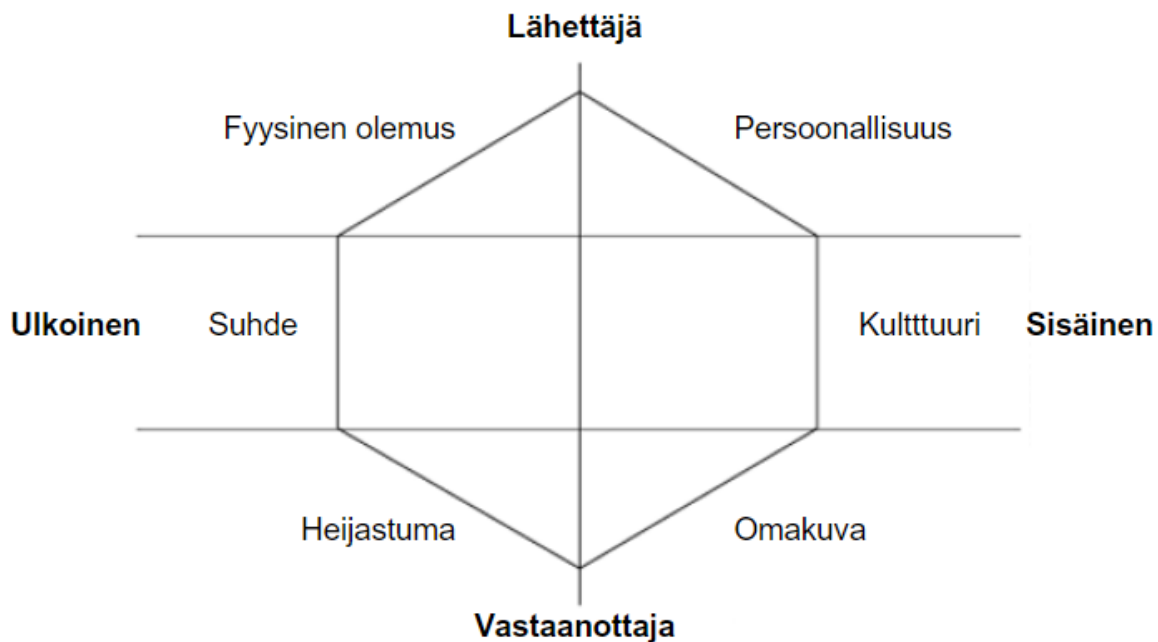 Lähettäjä
Fyysinen olemus
Persoonallisuus
Ulkoinen
Suhde
Kultttuuri
Sisäinen
Heijastuma
Omakuva
Vastaanottaja